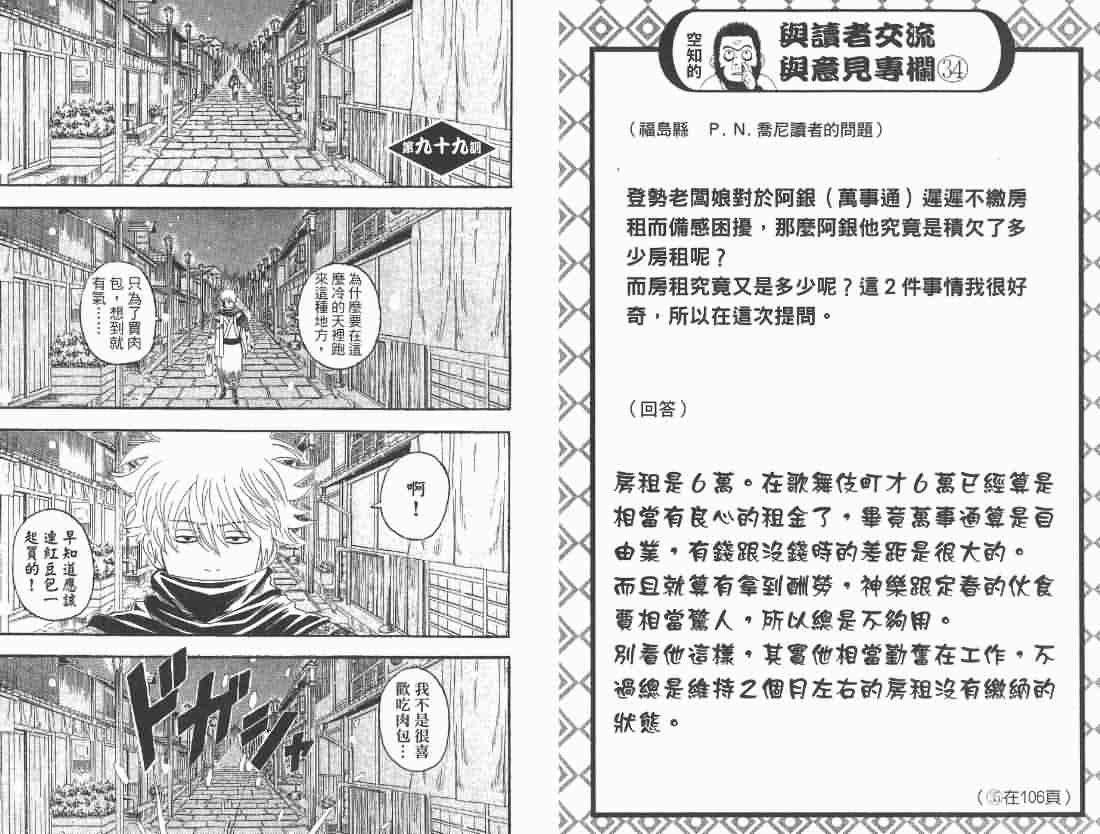 空知的
與讀者交流
與意見專欄㉞
（福島縣　P. N. 喬尼讀者的問題）
登勢老闆娘對於阿銀（萬事通）遲遲不繳房
租而備感困擾，那麼阿銀他究竟是積欠了多
少房租呢？
而房租究竟又是多少呢？這２件事情我很好
奇，所以在這次提問。
（回答）
房租是６萬。在歌舞伎町才６萬已經算是
相當有良心的租金了，畢竟萬事通算是自
由業，有錢跟沒錢時的差距是很大的。
而且就算有拿到酬勞，神樂跟定春的伙食
費相當驚人，所以總是不夠用。
別看他這樣，其實他相當勤奮在工作，不
過總是維持２個月左右的房租沒有繳納的
狀態。
（㉟在106頁）
第九十九訓
為什麼要在這
麼冷的天裡跑
來這種地方，
只為了買肉
包，想到就
有氣……
啊！
早知道應該
連紅豆包一
起買的！
我不是很喜
歡吃肉包…
ドガシャ